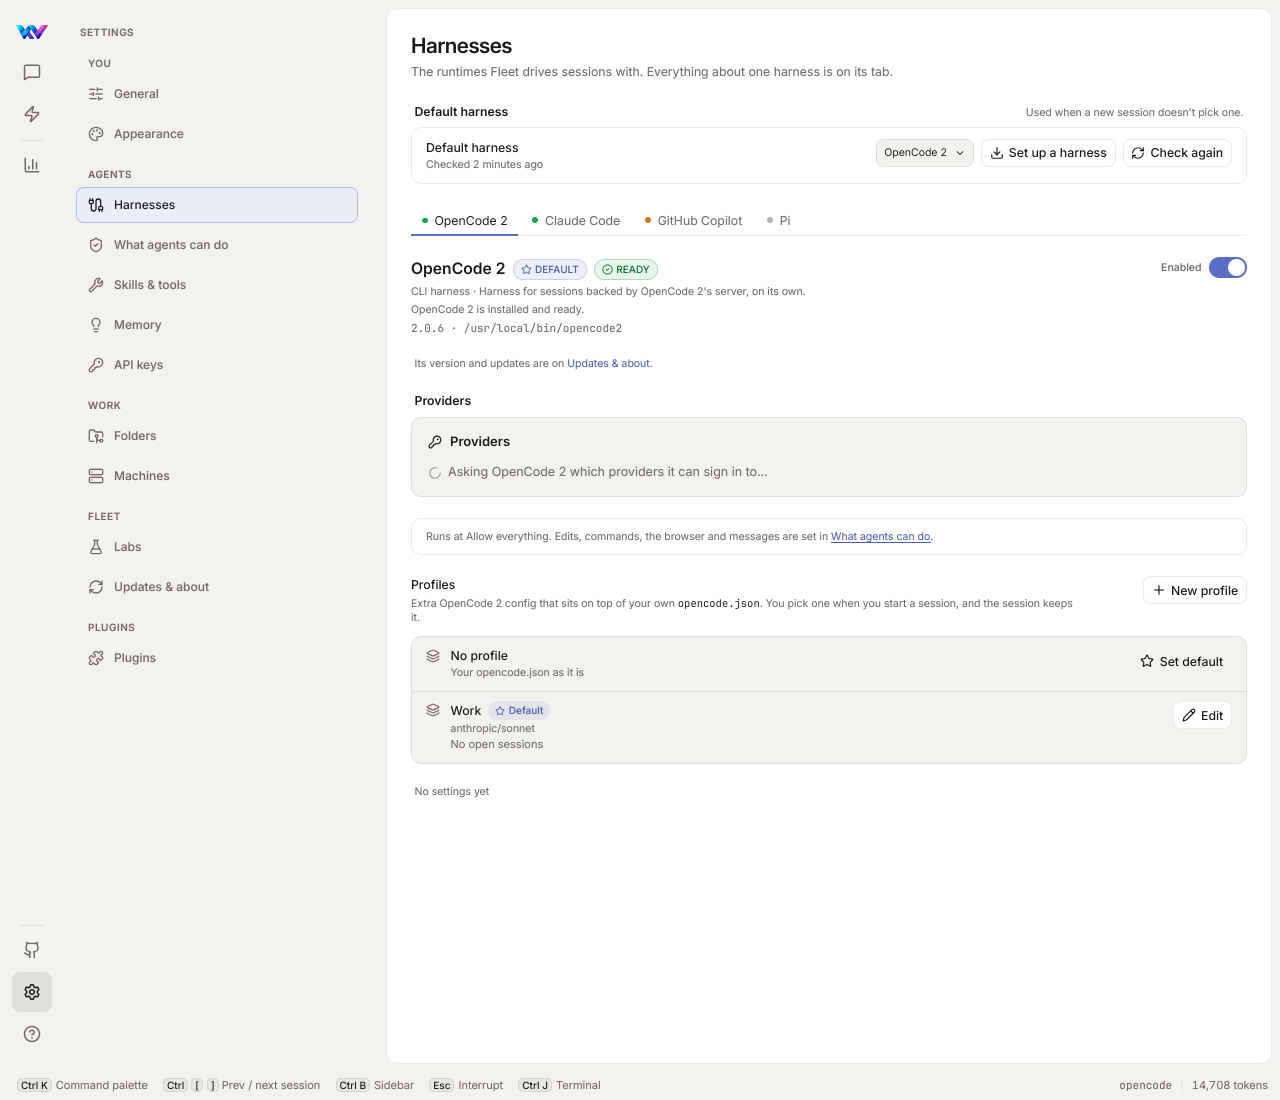 SETTINGS
YOU
General
Appearance
AGENTS
Harnesses
What agents can do
Skills & tools
Memory
API keys
WORK
Folders
Machines
FLEET
Labs
Updates & about
PLUGINS
Plugins
Harnesses
The runtimes Fleet drives sessions with. Everything about one harness is on its tab.
Default harness
Used when a new session doesn't pick one.
Default harness
Checked 2 minutes ago
OpenCode 2
Set up a harness
Check again
OpenCode 2
Claude Code
GitHub Copilot
Pi
OpenCode 2 DEFAULT READY
Enabled
CLI harness · Harness for sessions backed by OpenCode 2's server, on its own.
OpenCode 2 is installed and ready.
2.0.6 · /usr/local/bin/opencode2
Its version and updates are on Updates & about.
Providers
Providers
Asking OpenCode 2 which providers it can sign in to...
Runs at Allow everything. Edits, commands, the browser and messages are set in What agents can do.
Profiles
Extra OpenCode 2 config that sits on top of your own opencode.json. You pick one when you start a session, and the session keeps
it.
New profile
No profile
Your opencode.json as it is
Set default
Work Default
anthropic/sonnet
No open sessions
Edit
No settings yet
Ctrl K Command palette Ctrl [ ] Prev / next session Ctrl B Sidebar Esc Interrupt Ctrl J Terminal
opencode 14,708 tokens